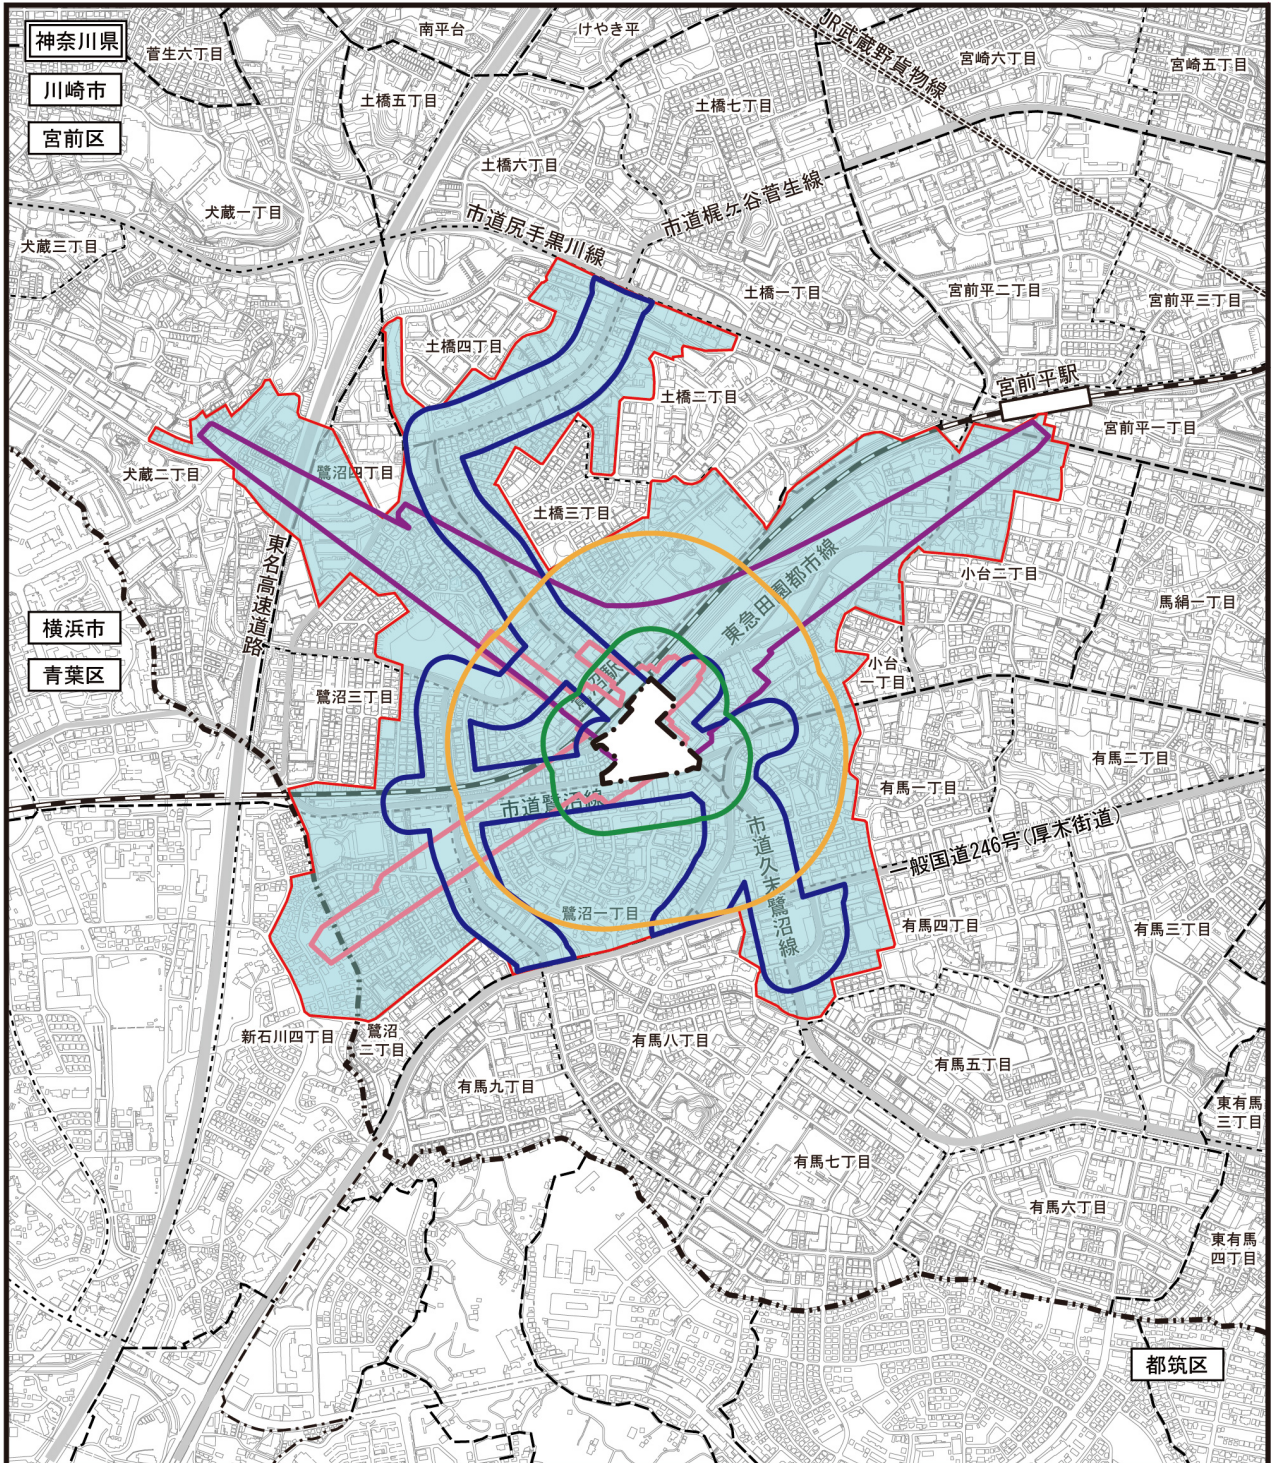 神奈川県
川崎市
宮前区
菅生六丁目
南平台
けやき平
JR武蔵野貨物線
宮崎六丁目
宮崎五丁目
土橋五丁目
土橋七丁目
土橋六丁目
市道梶ヶ谷菅生線
犬蔵一丁目
市道尻手黒川線
犬蔵三丁目
土橋一丁目
宮前平二丁目
宮前平三丁目
土橋四丁目
宮前平駅
土橋二丁目
宮前平一丁目
犬蔵二丁目
鷺沼四丁目
土橋三丁目
東名高速道路
東急田園都市線
小台二丁目
馬絹一丁目
横浜市
青葉区
小台
一丁目
鷺沼駅
鷺沼三丁目
有馬二丁目
有馬一丁目
市道鷺沼線
市道久末鷺沼線
一般国道246号(厚木街道)
鷺沼一丁目
有馬四丁目
有馬三丁目
新石川四丁目
鷺沼
二丁目
有馬八丁目
有馬九丁目
有馬五丁目
東有馬
三丁目
有馬七丁目
有馬六丁目
東有馬
四丁目
都筑区